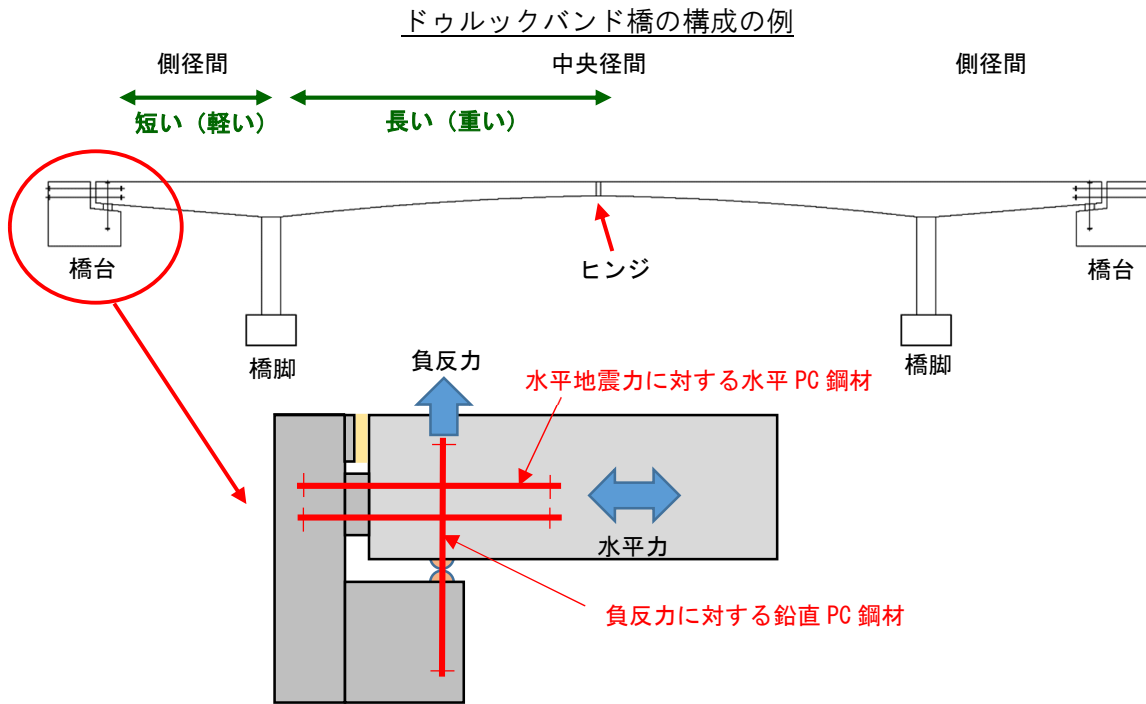 ドゥルックバンド橋の構成の例
側径間
中央径間
側径間
短い（軽い）
長い（重い）
橋台
ヒンジ
橋台
橋脚
橋脚
負反力
水平地震力に対する水平 PC 鋼材
水平力
負反力に対する鉛直 PC 鋼材